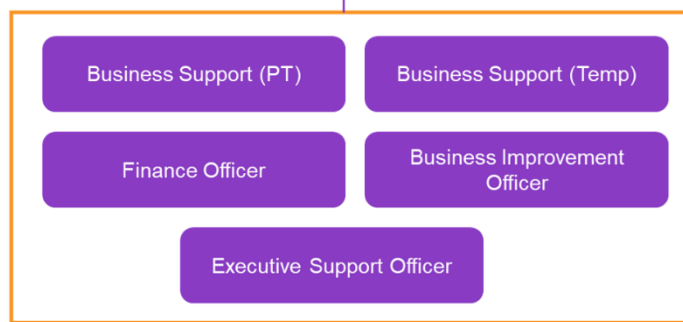 Business Support (PT)
Business Support (Temp)
Finance Officer
Business Improvement
Officer
Executive Support Officer